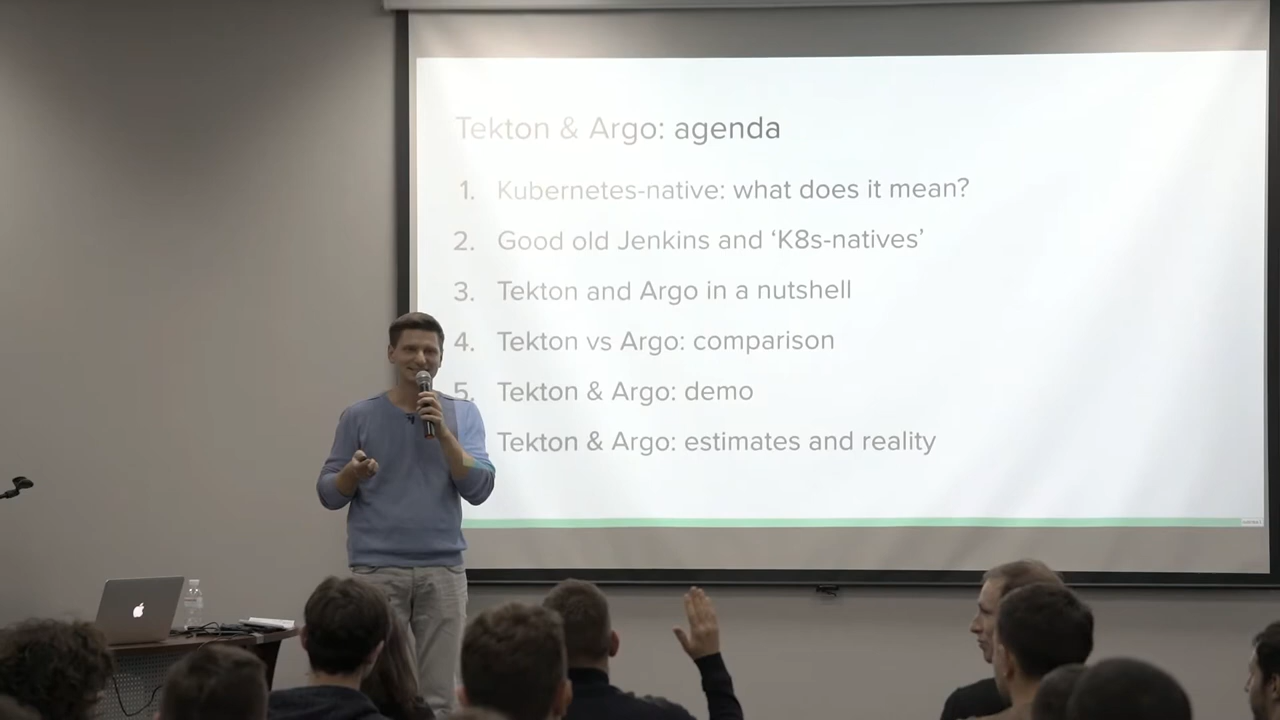 Tekton & Argo: agenda
1. Kubernetes-native: what does it mean?
2. Good old Jenkins and ‘K8s-natives’
3. Tekton and Argo in a nutshell
4. Tekton vs Argo: comparison
5. Tekton & Argo: demo
Tekton & Argo: estimates and reality